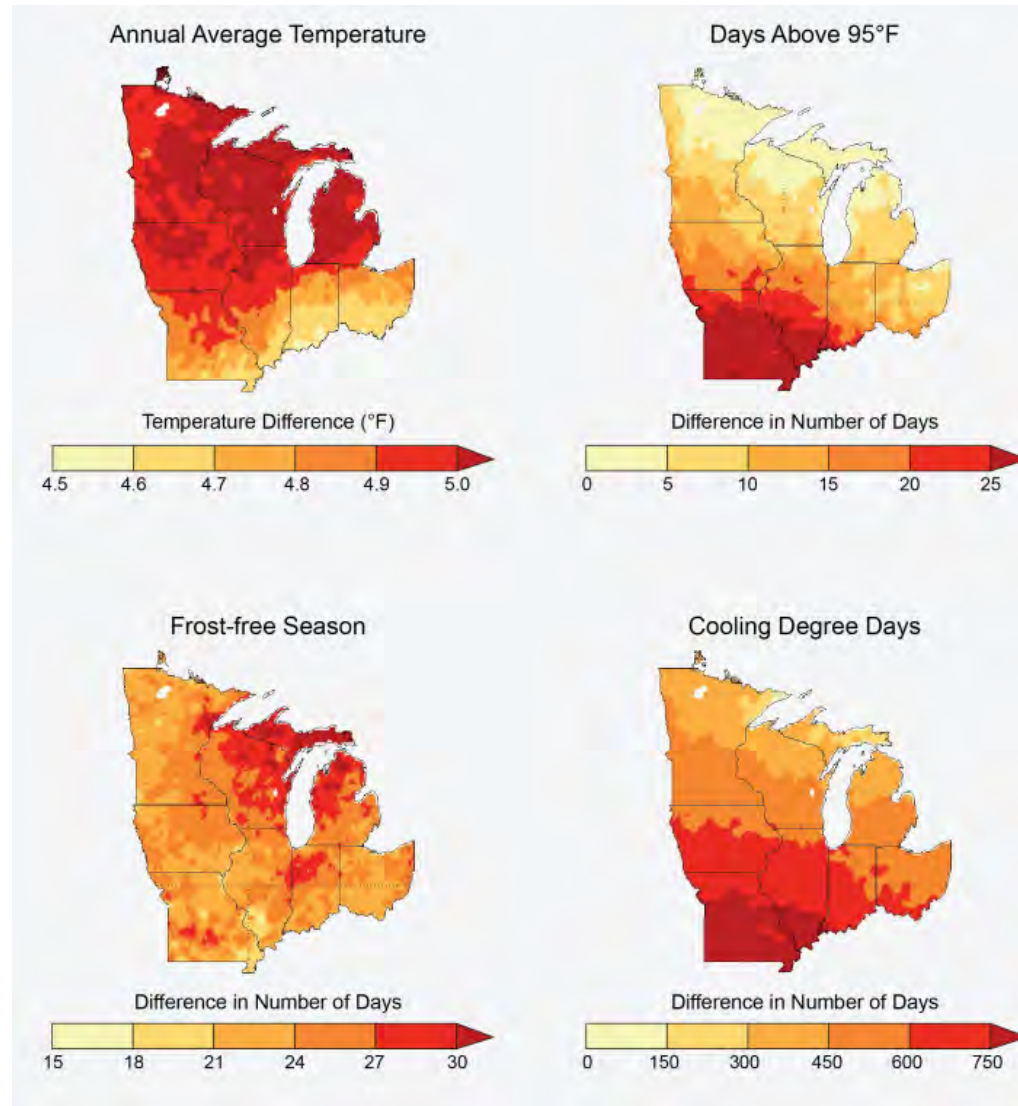 Annual Average Temperature
Days Above 95°F
Temperature Difference (°F)
4.5 4.6 4.7 4.8 4.9 5.0
Difference in Number of Days
0 5 10 15 20 25
Frost-free Season
Cooling Degree Days
Difference in Number of Days
15 18 21 24 27 30
Difference in Number of Days
0 150 300 450 600 750